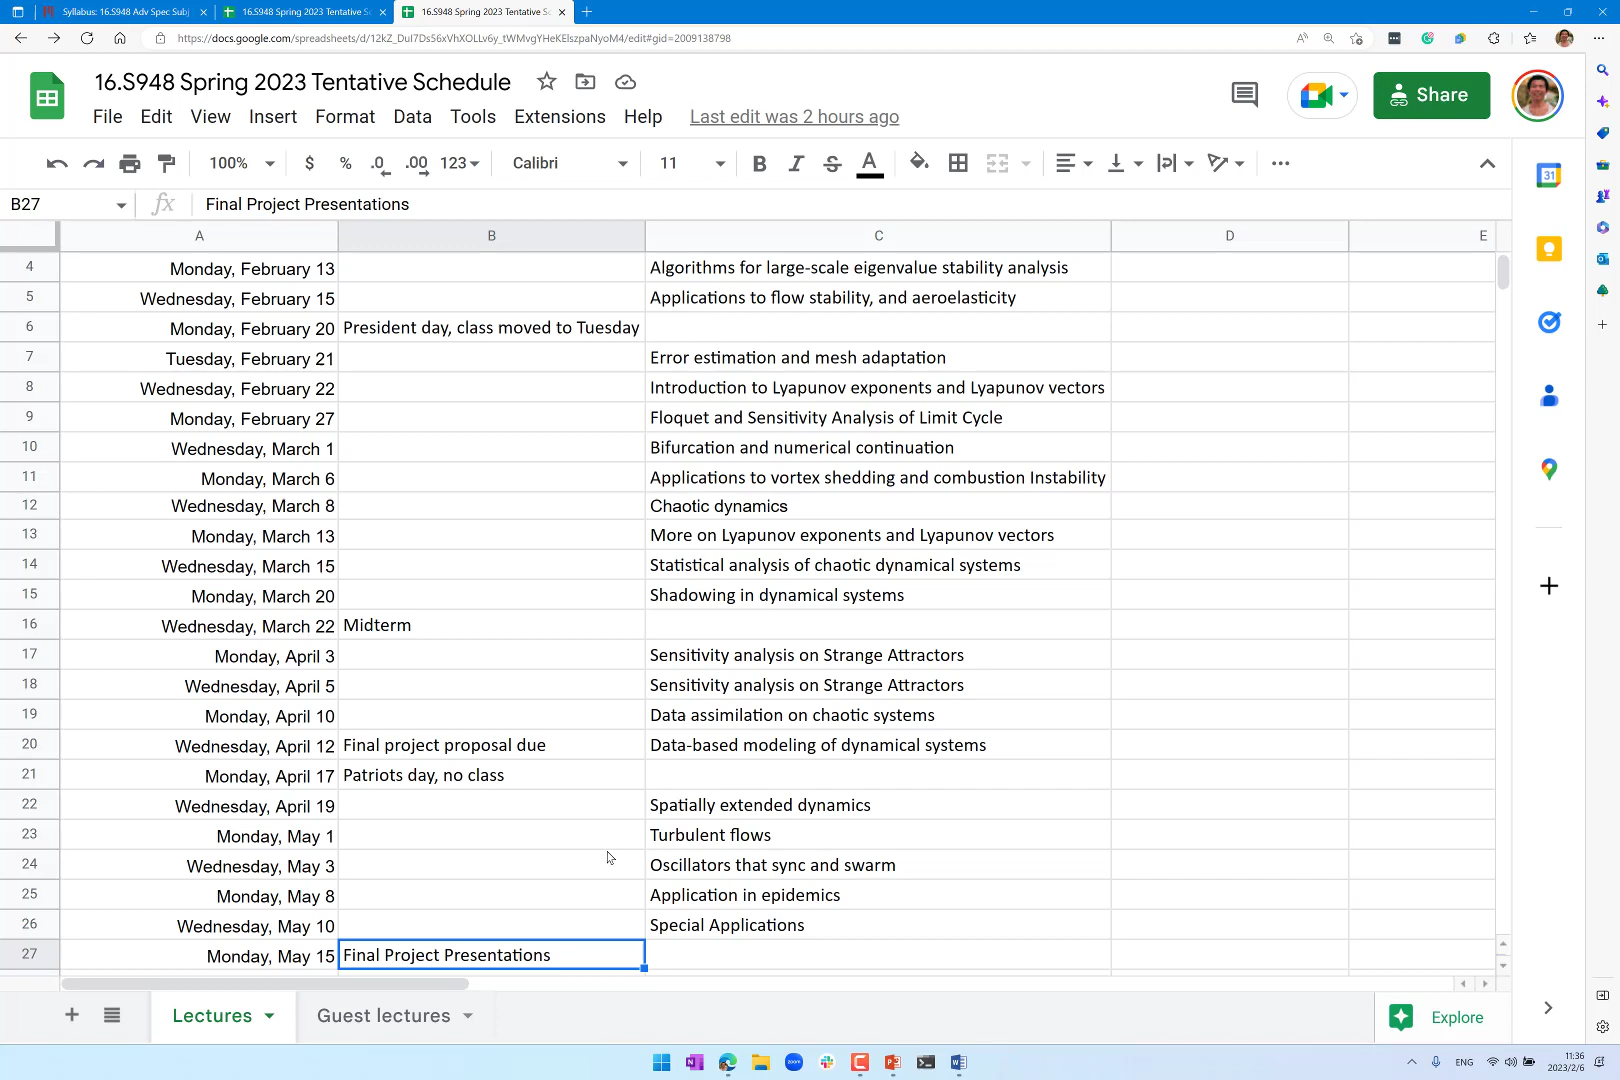 Syllabus: 16.S948 Adv Spec Subj
16.S948 Spring 2023 Tentative Sc
16.S948 Spring 2023 Tentative Sc
https://docs.google.com/spreadsheets/d/12kZ_DuI7Ds56xVhXOLLv6y_tWMvgYHeKEIszpaNyoM4/edit#gid=2009138798
16.S948 Spring 2023 Tentative Schedule
Share
File Edit View Insert Format Data Tools Extensions Help Last edit was 2 hours ago
100% $ % .0 .00 123 Calibri 11 B I S A
31
B27 fx Final Project Presentations
A B C D E
4 Monday, February 13 Algorithms for large-scale eigenvalue stability analysis
5 Wednesday, February 15 Applications to flow stability, and aeroelasticity
6 Monday, February 20 President day, class moved to Tuesday
7 Tuesday, February 21 Error estimation and mesh adaptation
8 Wednesday, February 22 Introduction to Lyapunov exponents and Lyapunov vectors
9 Monday, February 27 Floquet and Sensitivity Analysis of Limit Cycle
10 Wednesday, March 1 Bifurcation and numerical continuation
11 Monday, March 6 Applications to vortex shedding and combustion Instability
12 Wednesday, March 8 Chaotic dynamics
13 Monday, March 13 More on Lyapunov exponents and Lyapunov vectors
14 Wednesday, March 15 Statistical analysis of chaotic dynamical systems
15 Monday, March 20 Shadowing in dynamical systems
16 Wednesday, March 22 Midterm
17 Monday, April 3 Sensitivity analysis on Strange Attractors
18 Wednesday, April 5 Sensitivity analysis on Strange Attractors
19 Monday, April 10 Data assimilation on chaotic systems
20 Wednesday, April 12 Final project proposal due Data-based modeling of dynamical systems
21 Monday, April 17 Patriots day, no class
22 Wednesday, April 19 Spatially extended dynamics
23 Monday, May 1 Turbulent flows
24 Wednesday, May 3 Oscillators that sync and swarm
25 Monday, May 8 Application in epidemics
26 Wednesday, May 10 Special Applications
27 Monday, May 15 Final Project Presentations
Lectures Guest lectures Explore
zoom
ENG
11:36
2023/2/6